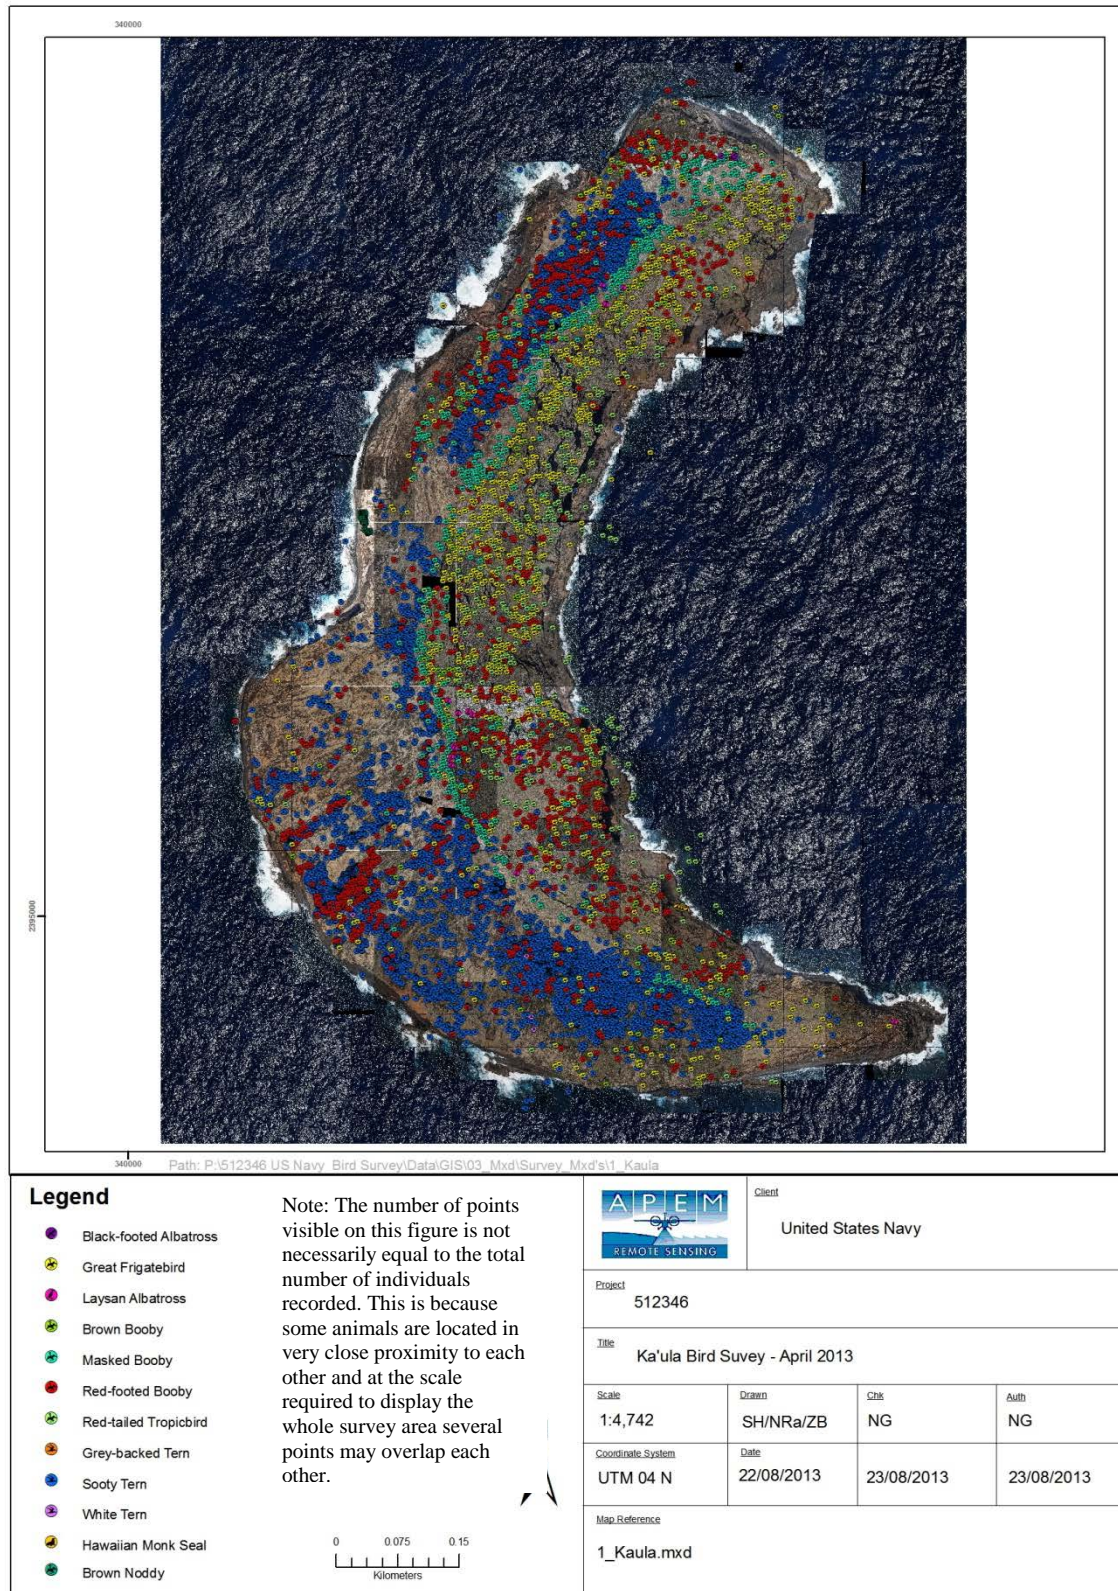 340000
2395000
340000
Path: P:\512346 US Navy Bird Survey\Data\GIS\03_Mxd\Survey_Mxd's\1_Kaula
Legend
Black-footed Albatross
Great Frigatebird
Laysan Albatross
Brown Booby
Masked Booby
Red-footed Booby
Red-tailed Tropicbird
Grey-backed Tern
Sooty Tern
White Tern
Hawaiian Monk Seal
Brown Noddy
Note: The number of points
visible on this figure is not
necessarily equal to the total
number of individuals
recorded. This is because
some animals are located in
very close proximity to each
other and at the scale
required to display the
whole survey area several
points may overlap each
other.
0 0.075 0.15
Kilometers
APEM
REMOTE SENSING
Client
United States Navy
Project
512346
Title
Ka'ula Bird Suvey - April 2013
Scale
1:4,742
Drawn
SH/NRa/ZB
Chk
NG
Auth
NG
Coordinate System
UTM 04 N
Date
22/08/2013
23/08/2013
23/08/2013
Map Reference
1_Kaula.mxd